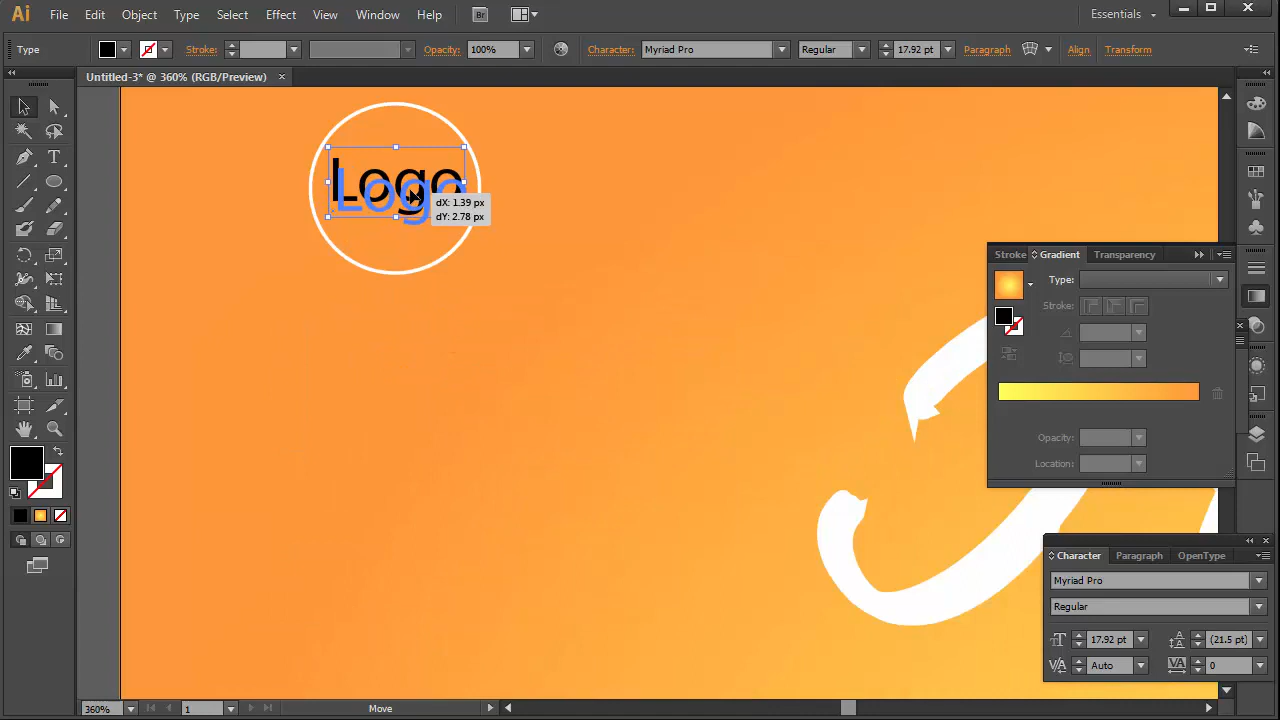 Ai File Edit Object Type Select Effect View Window Help Br Essentials
Type Stroke: Opacity: 100% Character: Myriad Pro Regular 17.92 pt Paragraph Align Transform
Untitled-3* @ 360% (RGB/Preview)
Logo
Logo
dX: 1.39 px
dY: 2.78 px
Stroke Gradient Transparency
Type:
Stroke:
Opacity:
Location:
Character Paragraph OpenType
Myriad Pro
Regular
17.92 pt (21.5 pt)
Auto 0
360% 1 Move